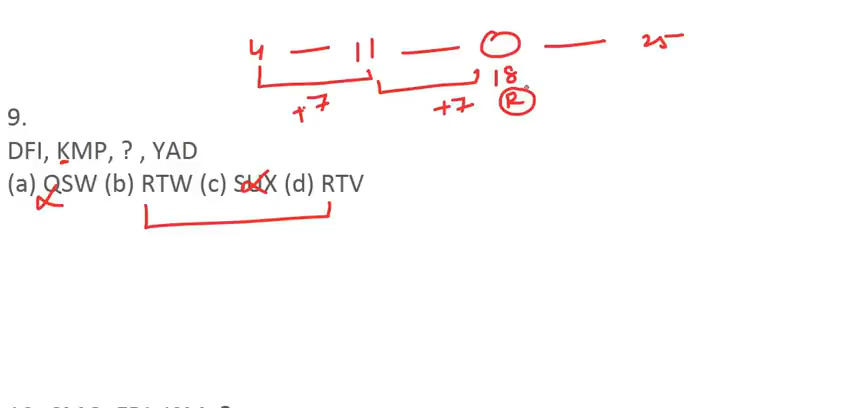 4 — 11 — O — 25
18
+7 +7 R
9.
DFI, KMP, ? , YAD
(a) QSW (b) RTW (c) SUX (d) RTV